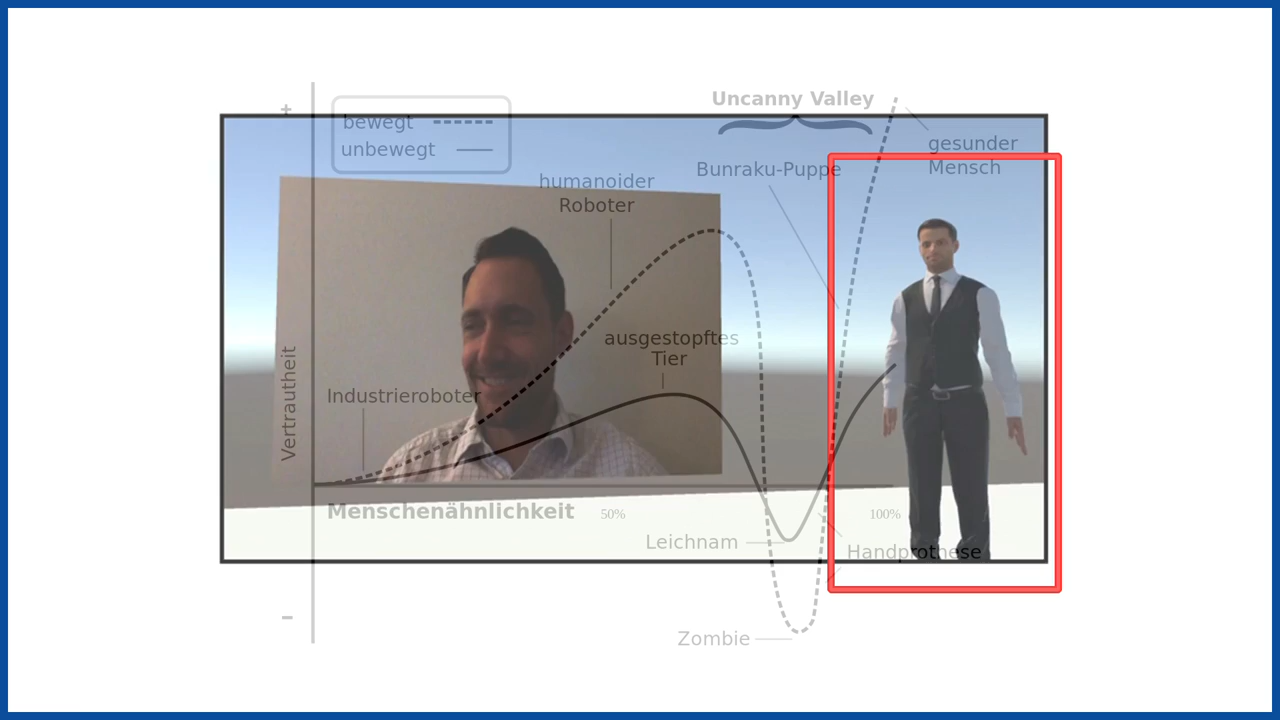 Uncanny Valley
+
bewegt
unbewegt
gesunder
Mensch
Bunraku-Puppe
humanoider
Roboter
ausgestopftes
Tier
Industrieroboter
Vertrautheit
Menschenähnlichkeit
50%
100%
Leichnam
Handprothese
–
Zombie